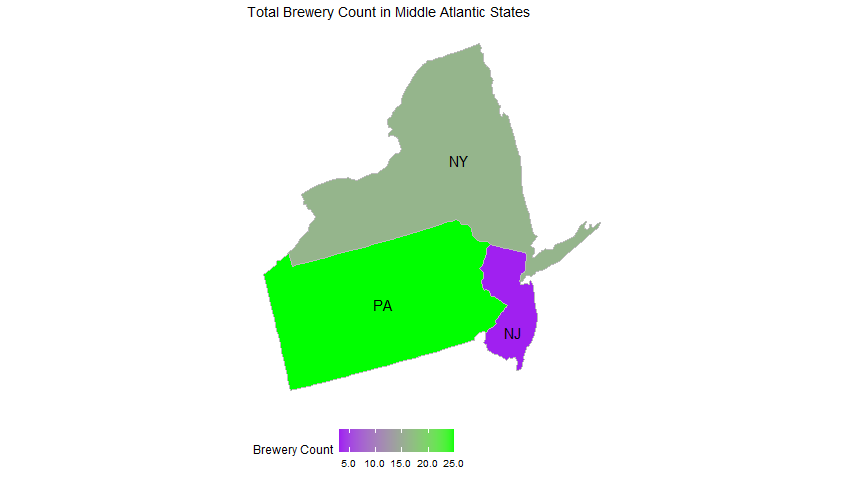 Total Brewery Count in Middle Atlantic States
NY
PA
NJ
Brewery Count
5.0 10.0 15.0 20.0 25.0